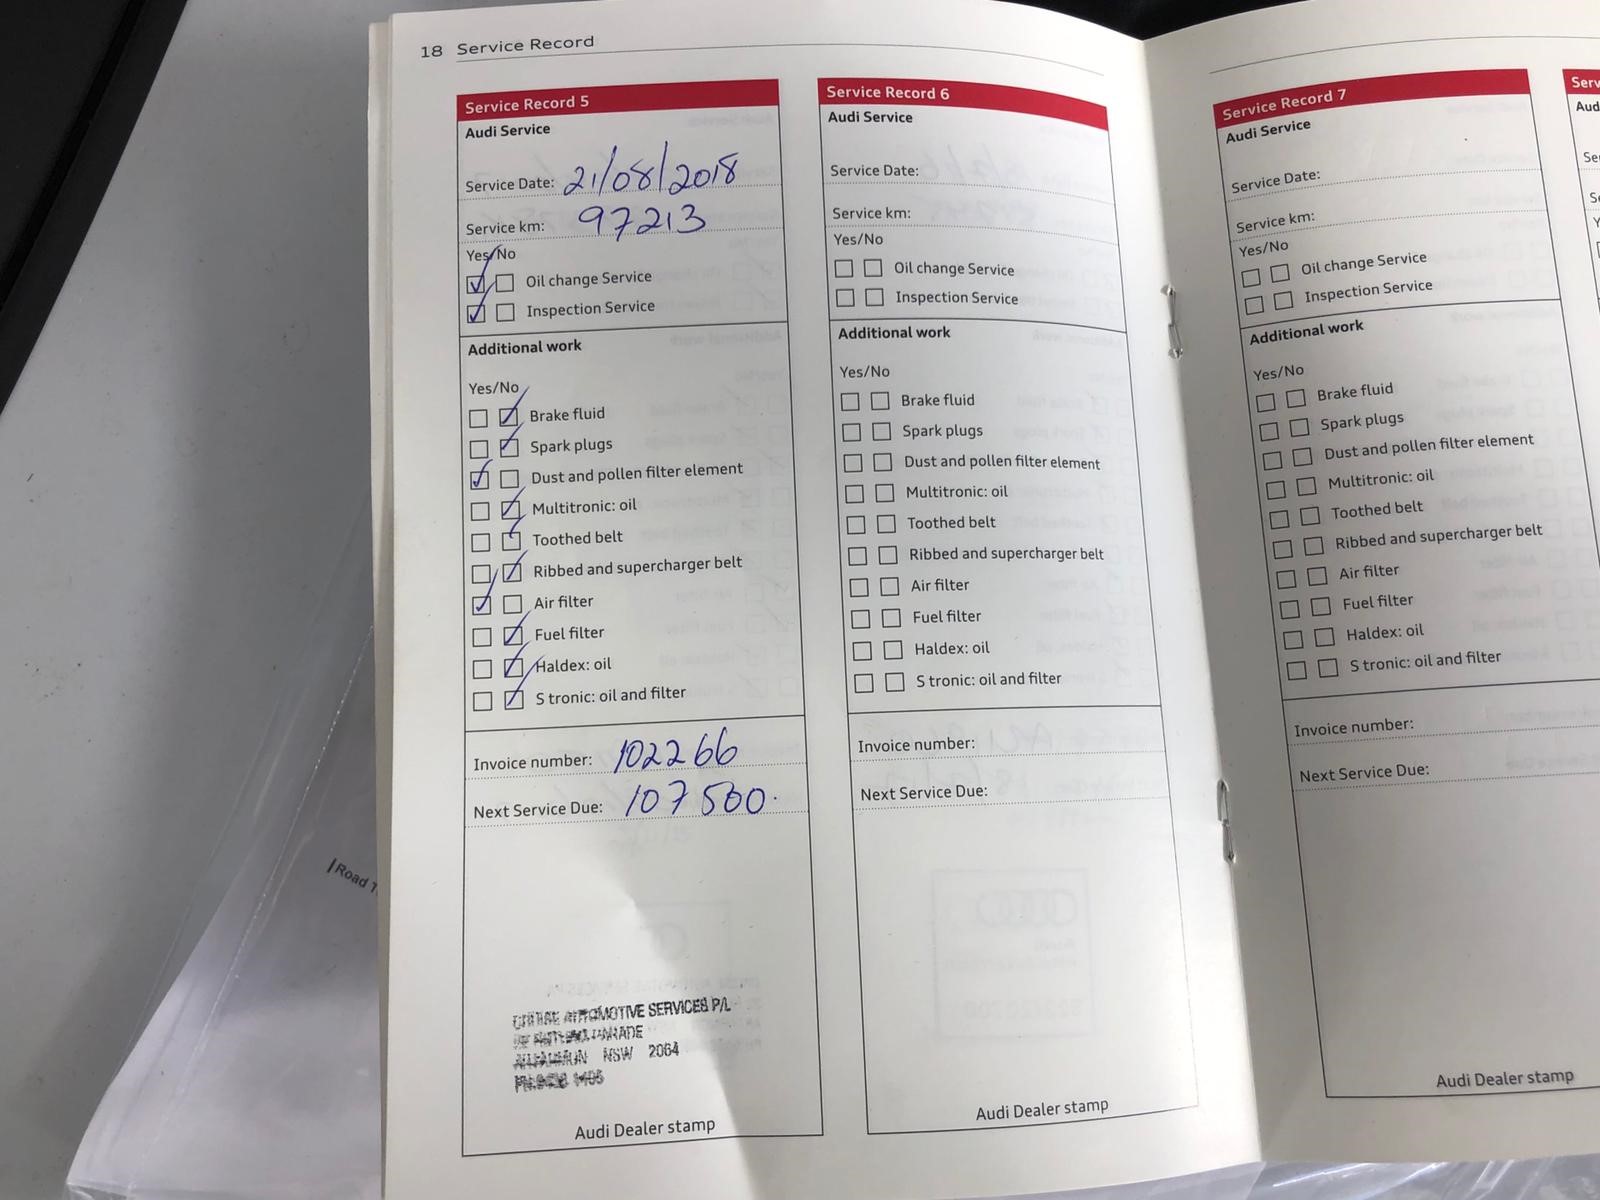 18 Service Record
Service Record 5
Audi Service
Service Date: 21/08/2018
Service km: 97213
Yes/No
Oil change Service
Inspection Service
Additional work
Yes/No
Brake fluid
Spark plugs
Dust and pollen filter element
Multitronic: oil
Toothed belt
Ribbed and supercharger belt
Air filter
Fuel filter
Haldex: oil
S tronic: oil and filter
Invoice number: 102266
Next Service Due: 107500.
AUTOMOTIVE SERVICES P/L
NSW 2064
Audi Dealer stamp
Service Record 6
Audi Service
Service Date:
Service km:
Yes/No
Oil change Service
Inspection Service
Additional work
Yes/No
Brake fluid
Spark plugs
Dust and pollen filter element
Multitronic: oil
Toothed belt
Ribbed and supercharger belt
Air filter
Fuel filter
Haldex: oil
S tronic: oil and filter
Invoice number:
Next Service Due:
Audi Dealer stamp
Service Record 7
Audi Service
Service Date:
Service km:
Yes/No
Oil change Service
Inspection Service
Additional work
Yes/No
Brake fluid
Spark plugs
Dust and pollen filter element
Multitronic: oil
Toothed belt
Ribbed and supercharger belt
Air filter
Fuel filter
Haldex: oil
S tronic: oil and filter
Invoice number:
Next Service Due:
Audi Dealer stamp
Road